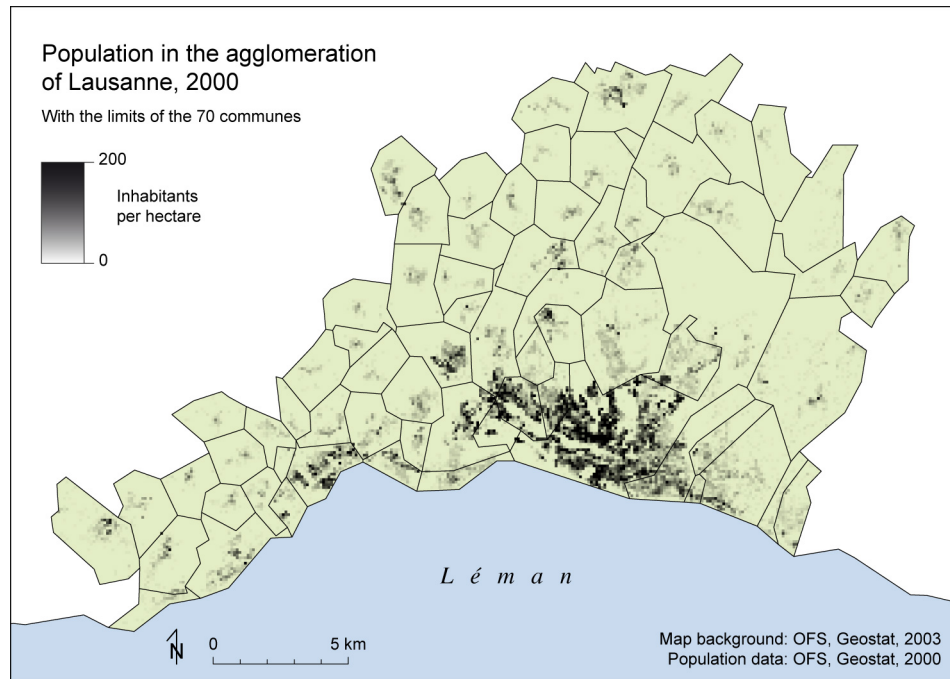 Population in the agglomeration
of Lausanne, 2000
With the limits of the 70 communes
200
Inhabitants
per hectare
0
Léman
N
0
5 km
Map background: OFS, Geostat, 2003
Population data: OFS, Geostat, 2000